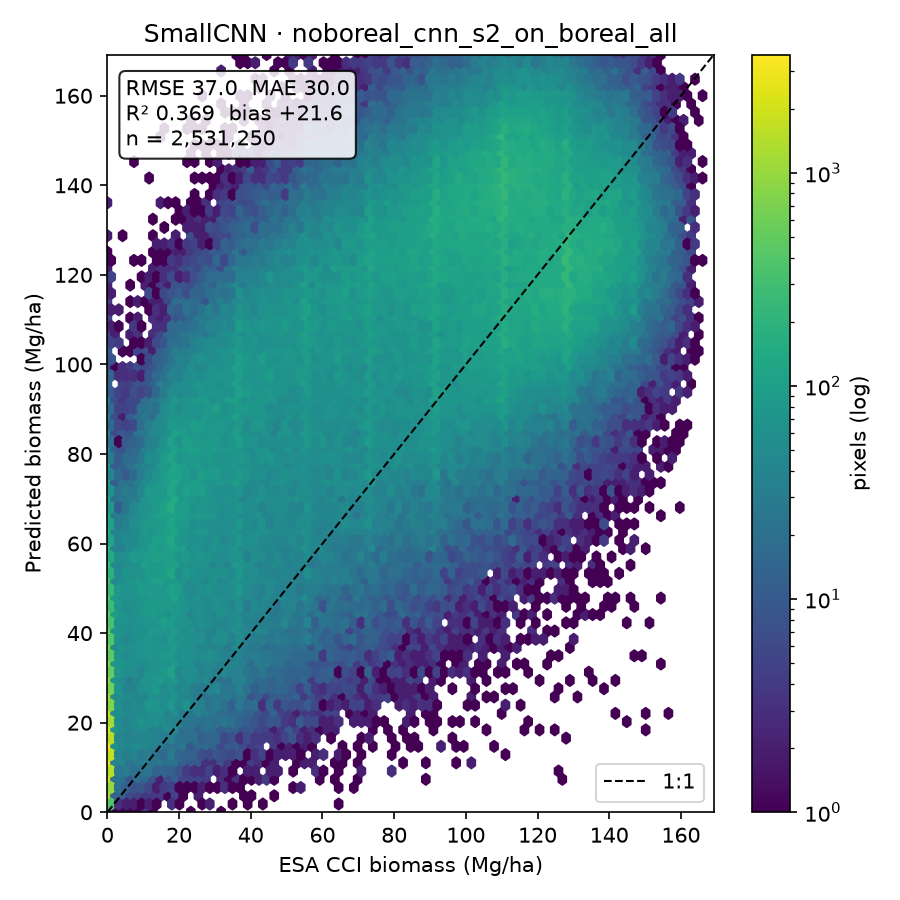 SmallCNN · noboreal_cnn_s2_on_boreal_all
RMSE 37.0  MAE 30.0
R² 0.369  bias +21.6
n = 2,531,250
160
140
120
100
80
60
40
20
0
Predicted biomass (Mg/ha)
0 20 40 60 80 100 120 140 160
ESA CCI biomass (Mg/ha)
1:1
10³
10²
10¹
10⁰
pixels (log)